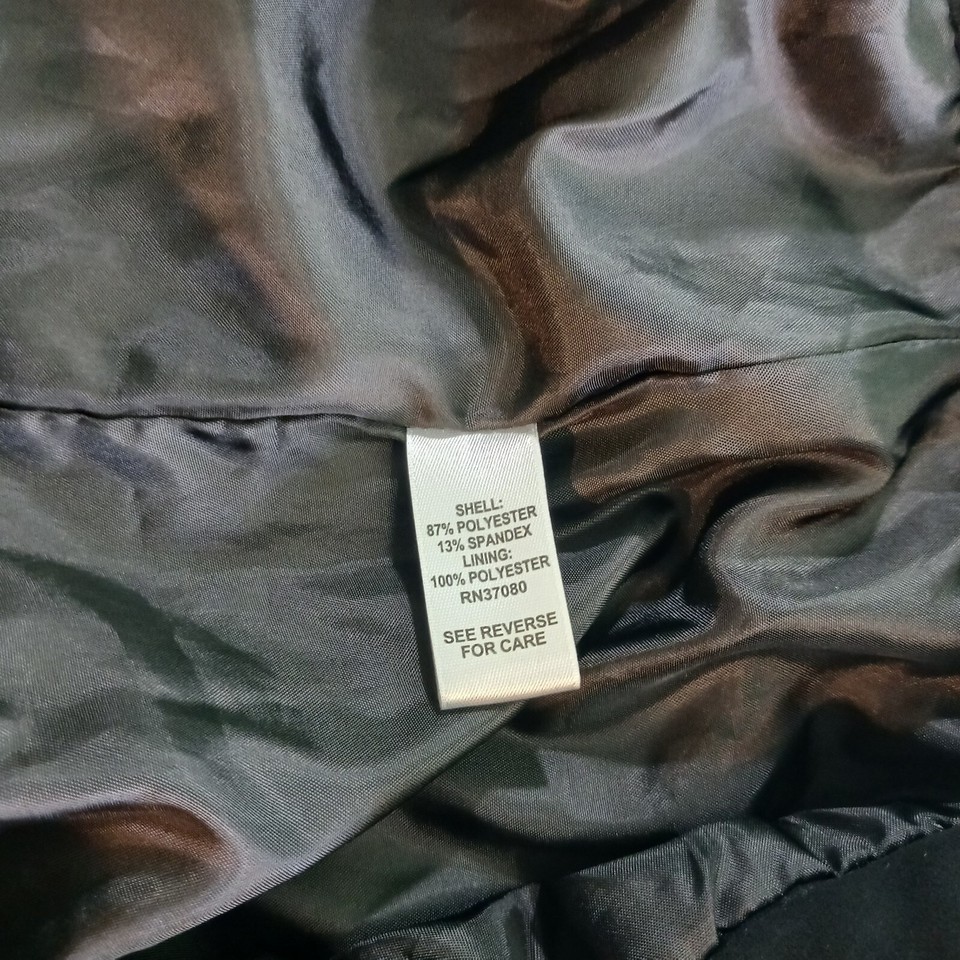 SHELL:
87% POLYESTER
13% SPANDEX
LINING:
100% POLYESTER
RN37080
SEE REVERSE
FOR CARE